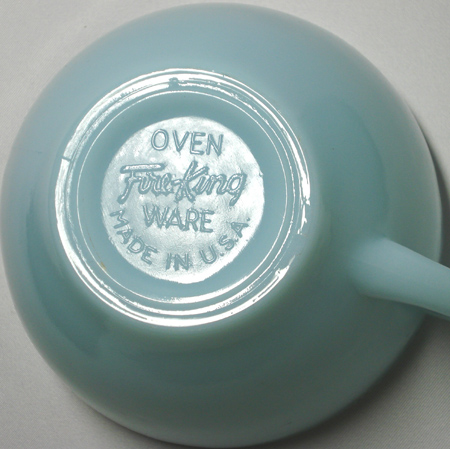 OVEN
Fire-King
WARE
MADE IN U.S.A